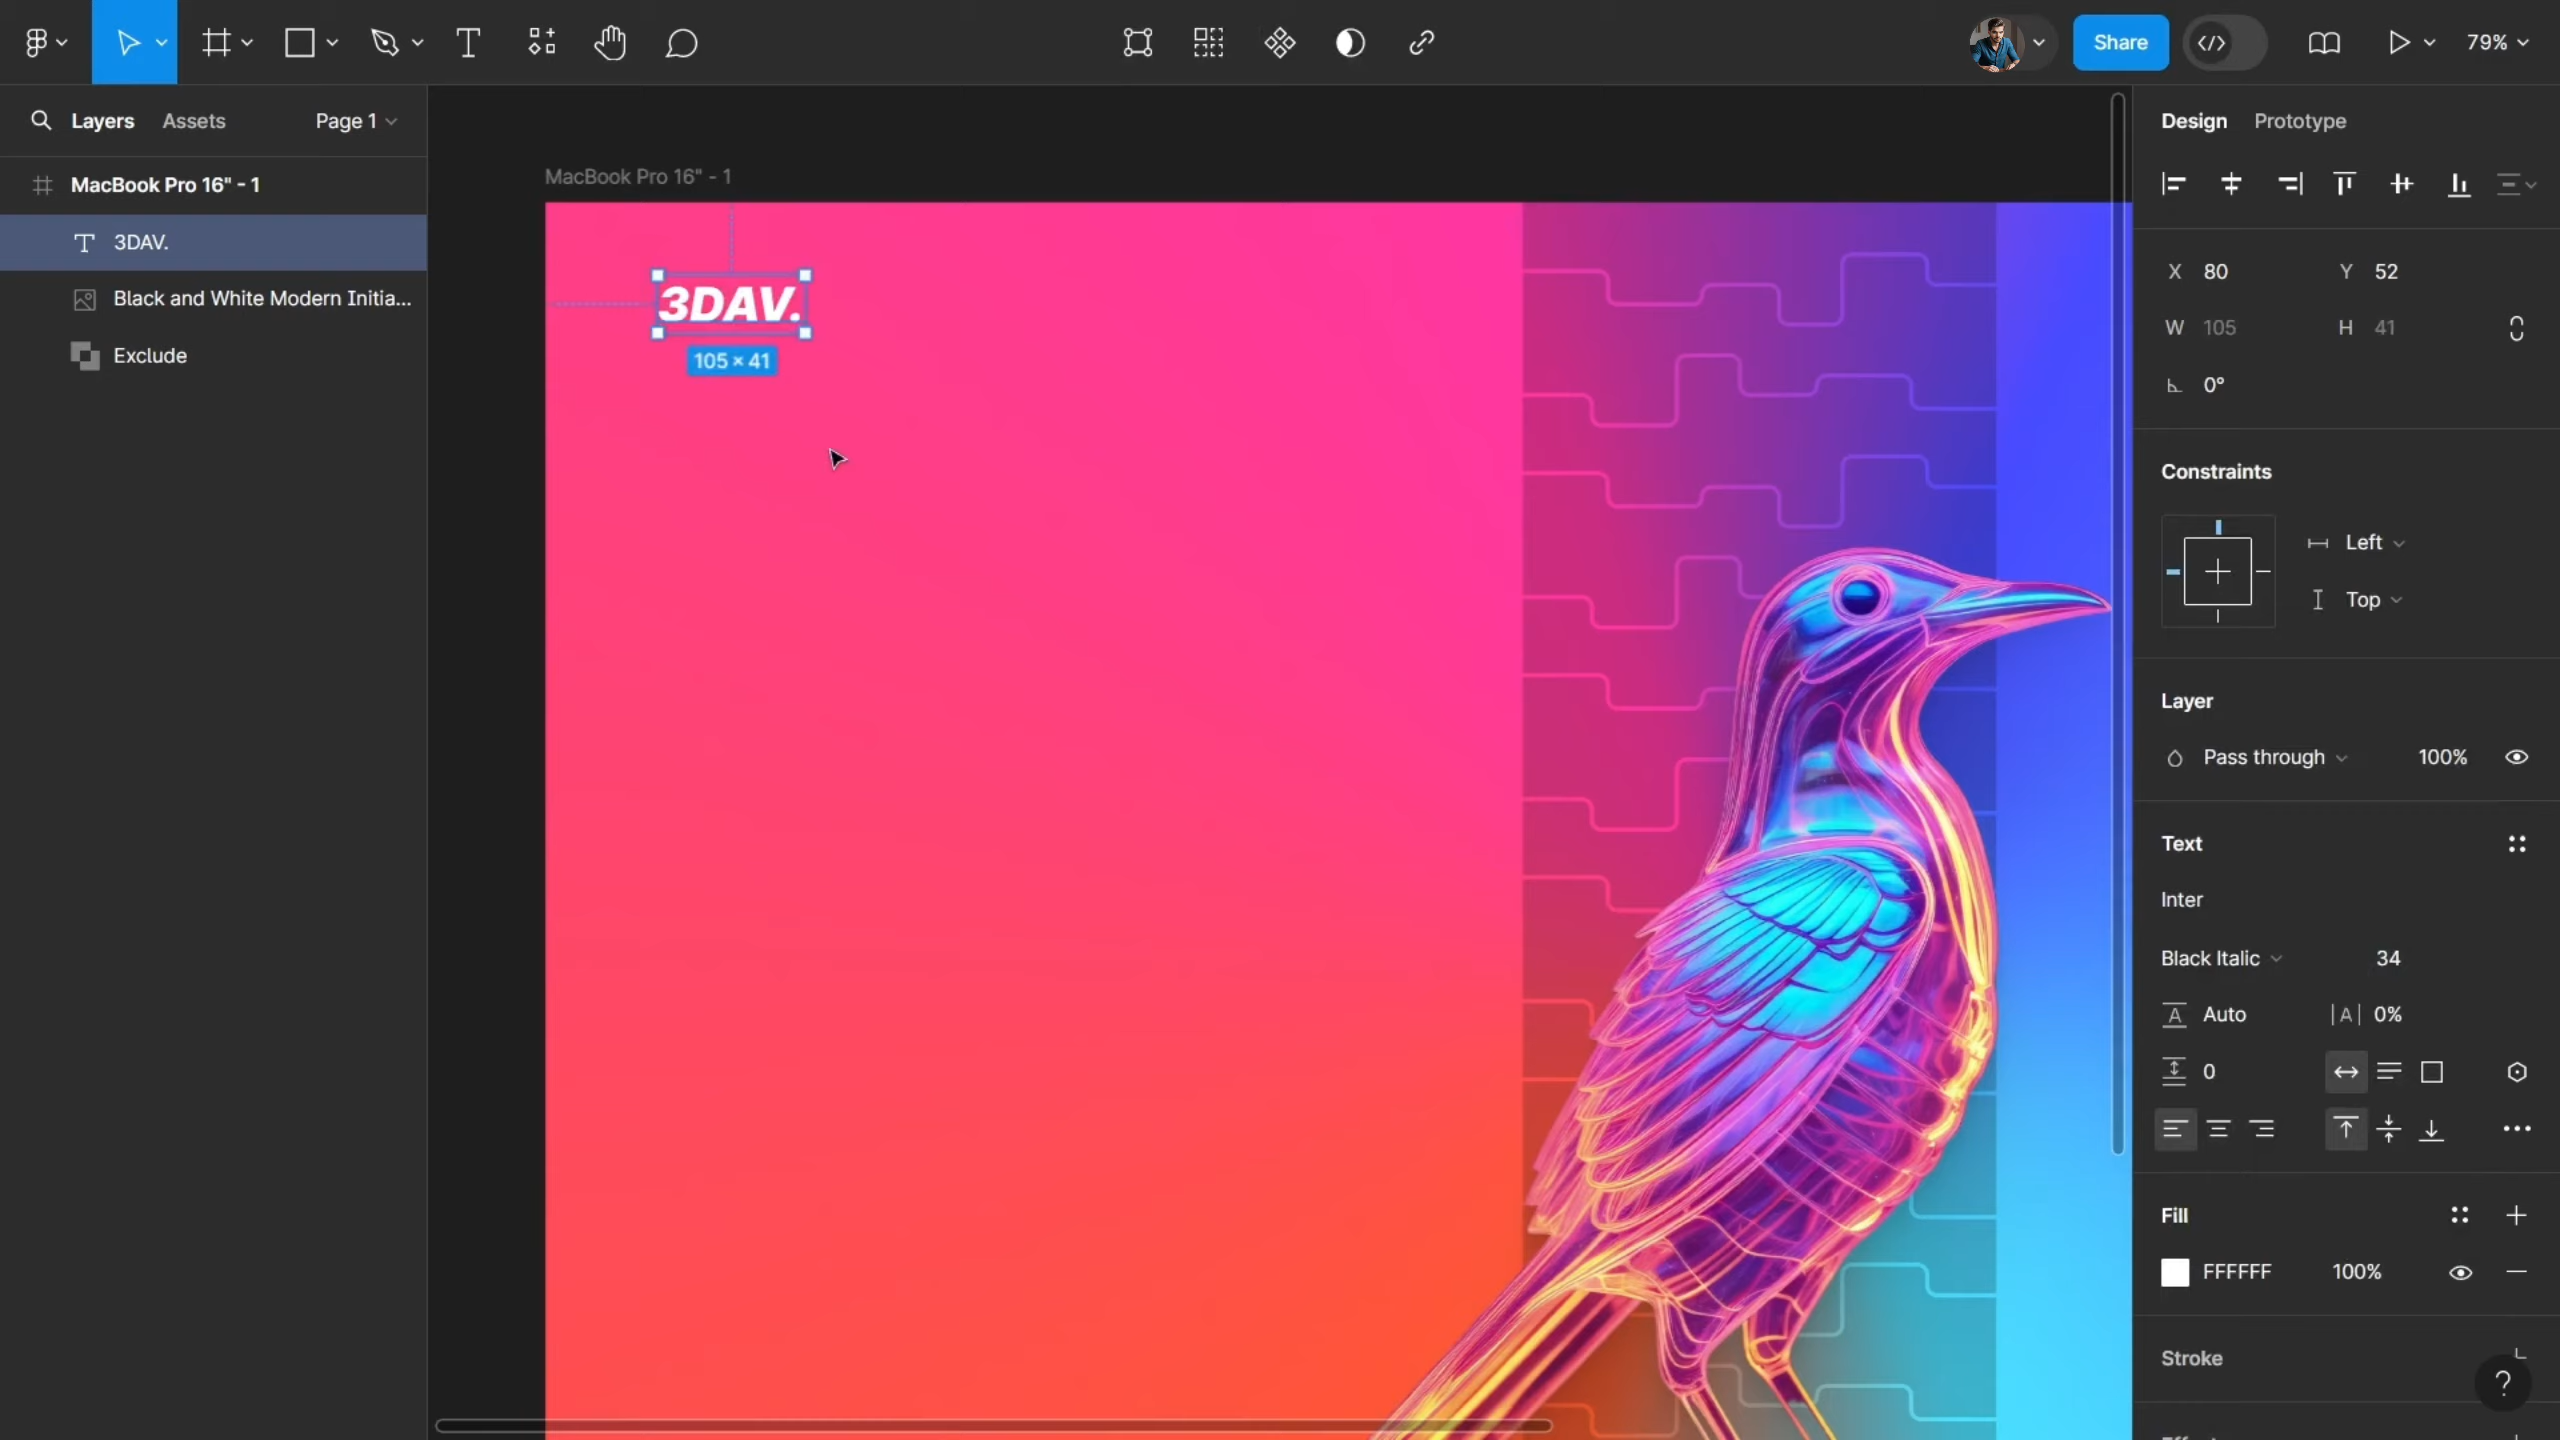 Share
79%
Layers
Assets
Page 1
Design
Prototype
MacBook Pro 16" - 1
3DAV.
Black and White Modern Initia...
Exclude
MacBook Pro 16" - 1
3DAV.
105 × 41
X 80
Y 52
W 105
H 41
0°
Constraints
Left
Top
Layer
Pass through
100%
Text
Inter
Black Italic
34
Auto
|A| 0%
0
Fill
FFFFFF
100%
Stroke
?